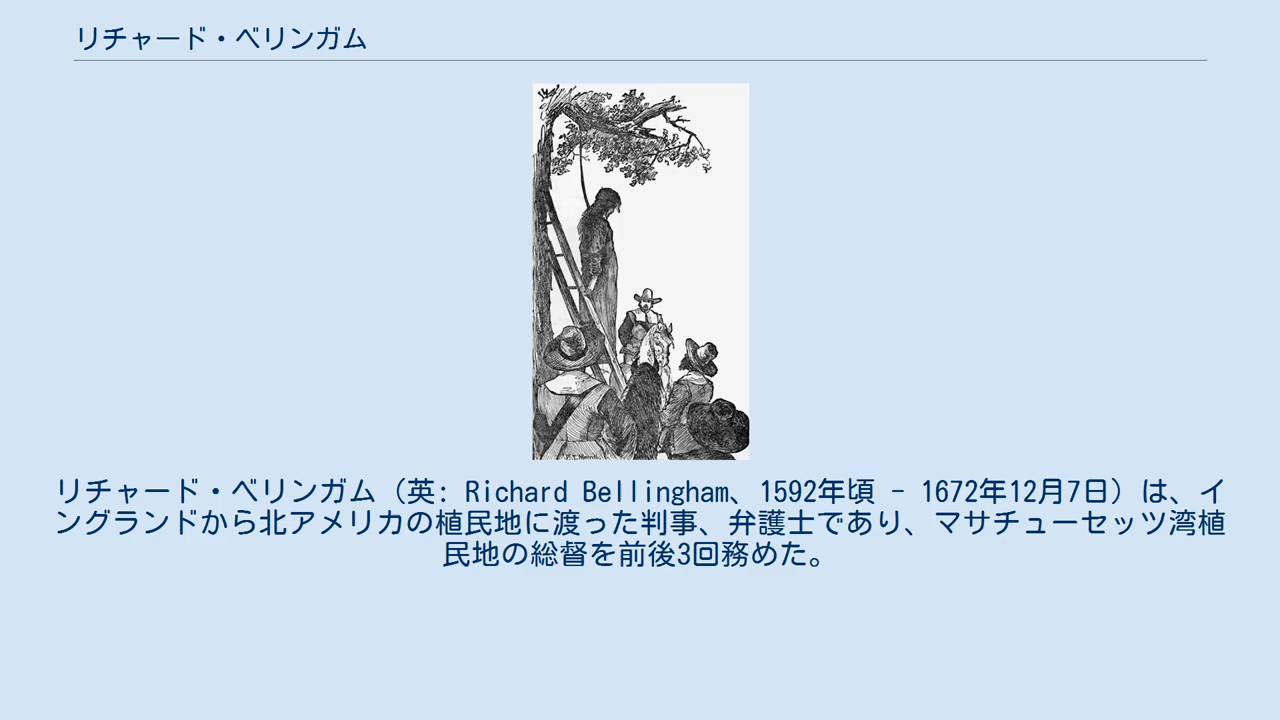 リチャード・ベリンガム
リチャード・ベリンガム（英: Richard Bellingham、1592年頃 – 1672年12月7日）は、イ
ングランドから北アメリカの植民地に渡った判事、弁護士であり、マサチューセッツ湾植
民地の総督を前後3回務めた。